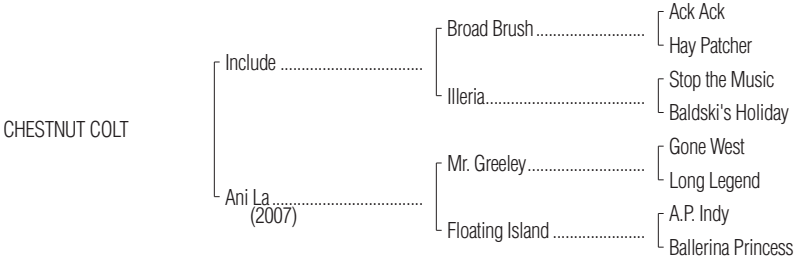 Ack Ack
Broad Brush ........................
Hay Patcher
Include ................................
Stop the Music
Illeria...................................
Baldski's Holiday
CHESTNUT COLT
Gone West
Mr. Greeley..........................
Long Legend
Ani La..................................
(2007)
A.P. Indy
Floating Island ....................
Ballerina Princess